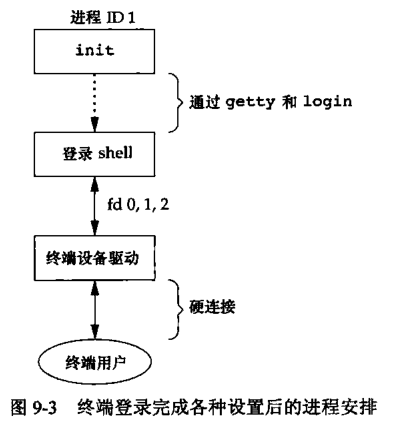 进程 ID 1
init
通过 getty 和 login
登录 shell
fd 0, 1, 2
终端设备驱动
硬连接
终端用户
图 9-3 终端登录完成各种设置后的进程安排